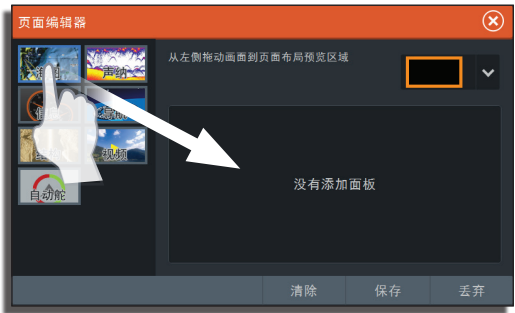 页面编辑器
从左侧拖动画面到页面布局预览区域
声纳
视频
自动舵
没有添加面板
清除
保存
丢弃